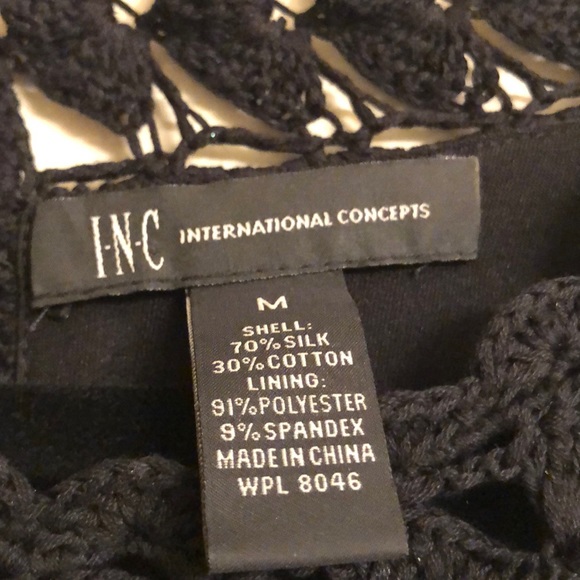 I·N·C INTERNATIONAL CONCEPTS
M
SHELL:
70% SILK
30% COTTON
LINING:
91% POLYESTER
9% SPANDEX
MADE IN CHINA
WPL 8046